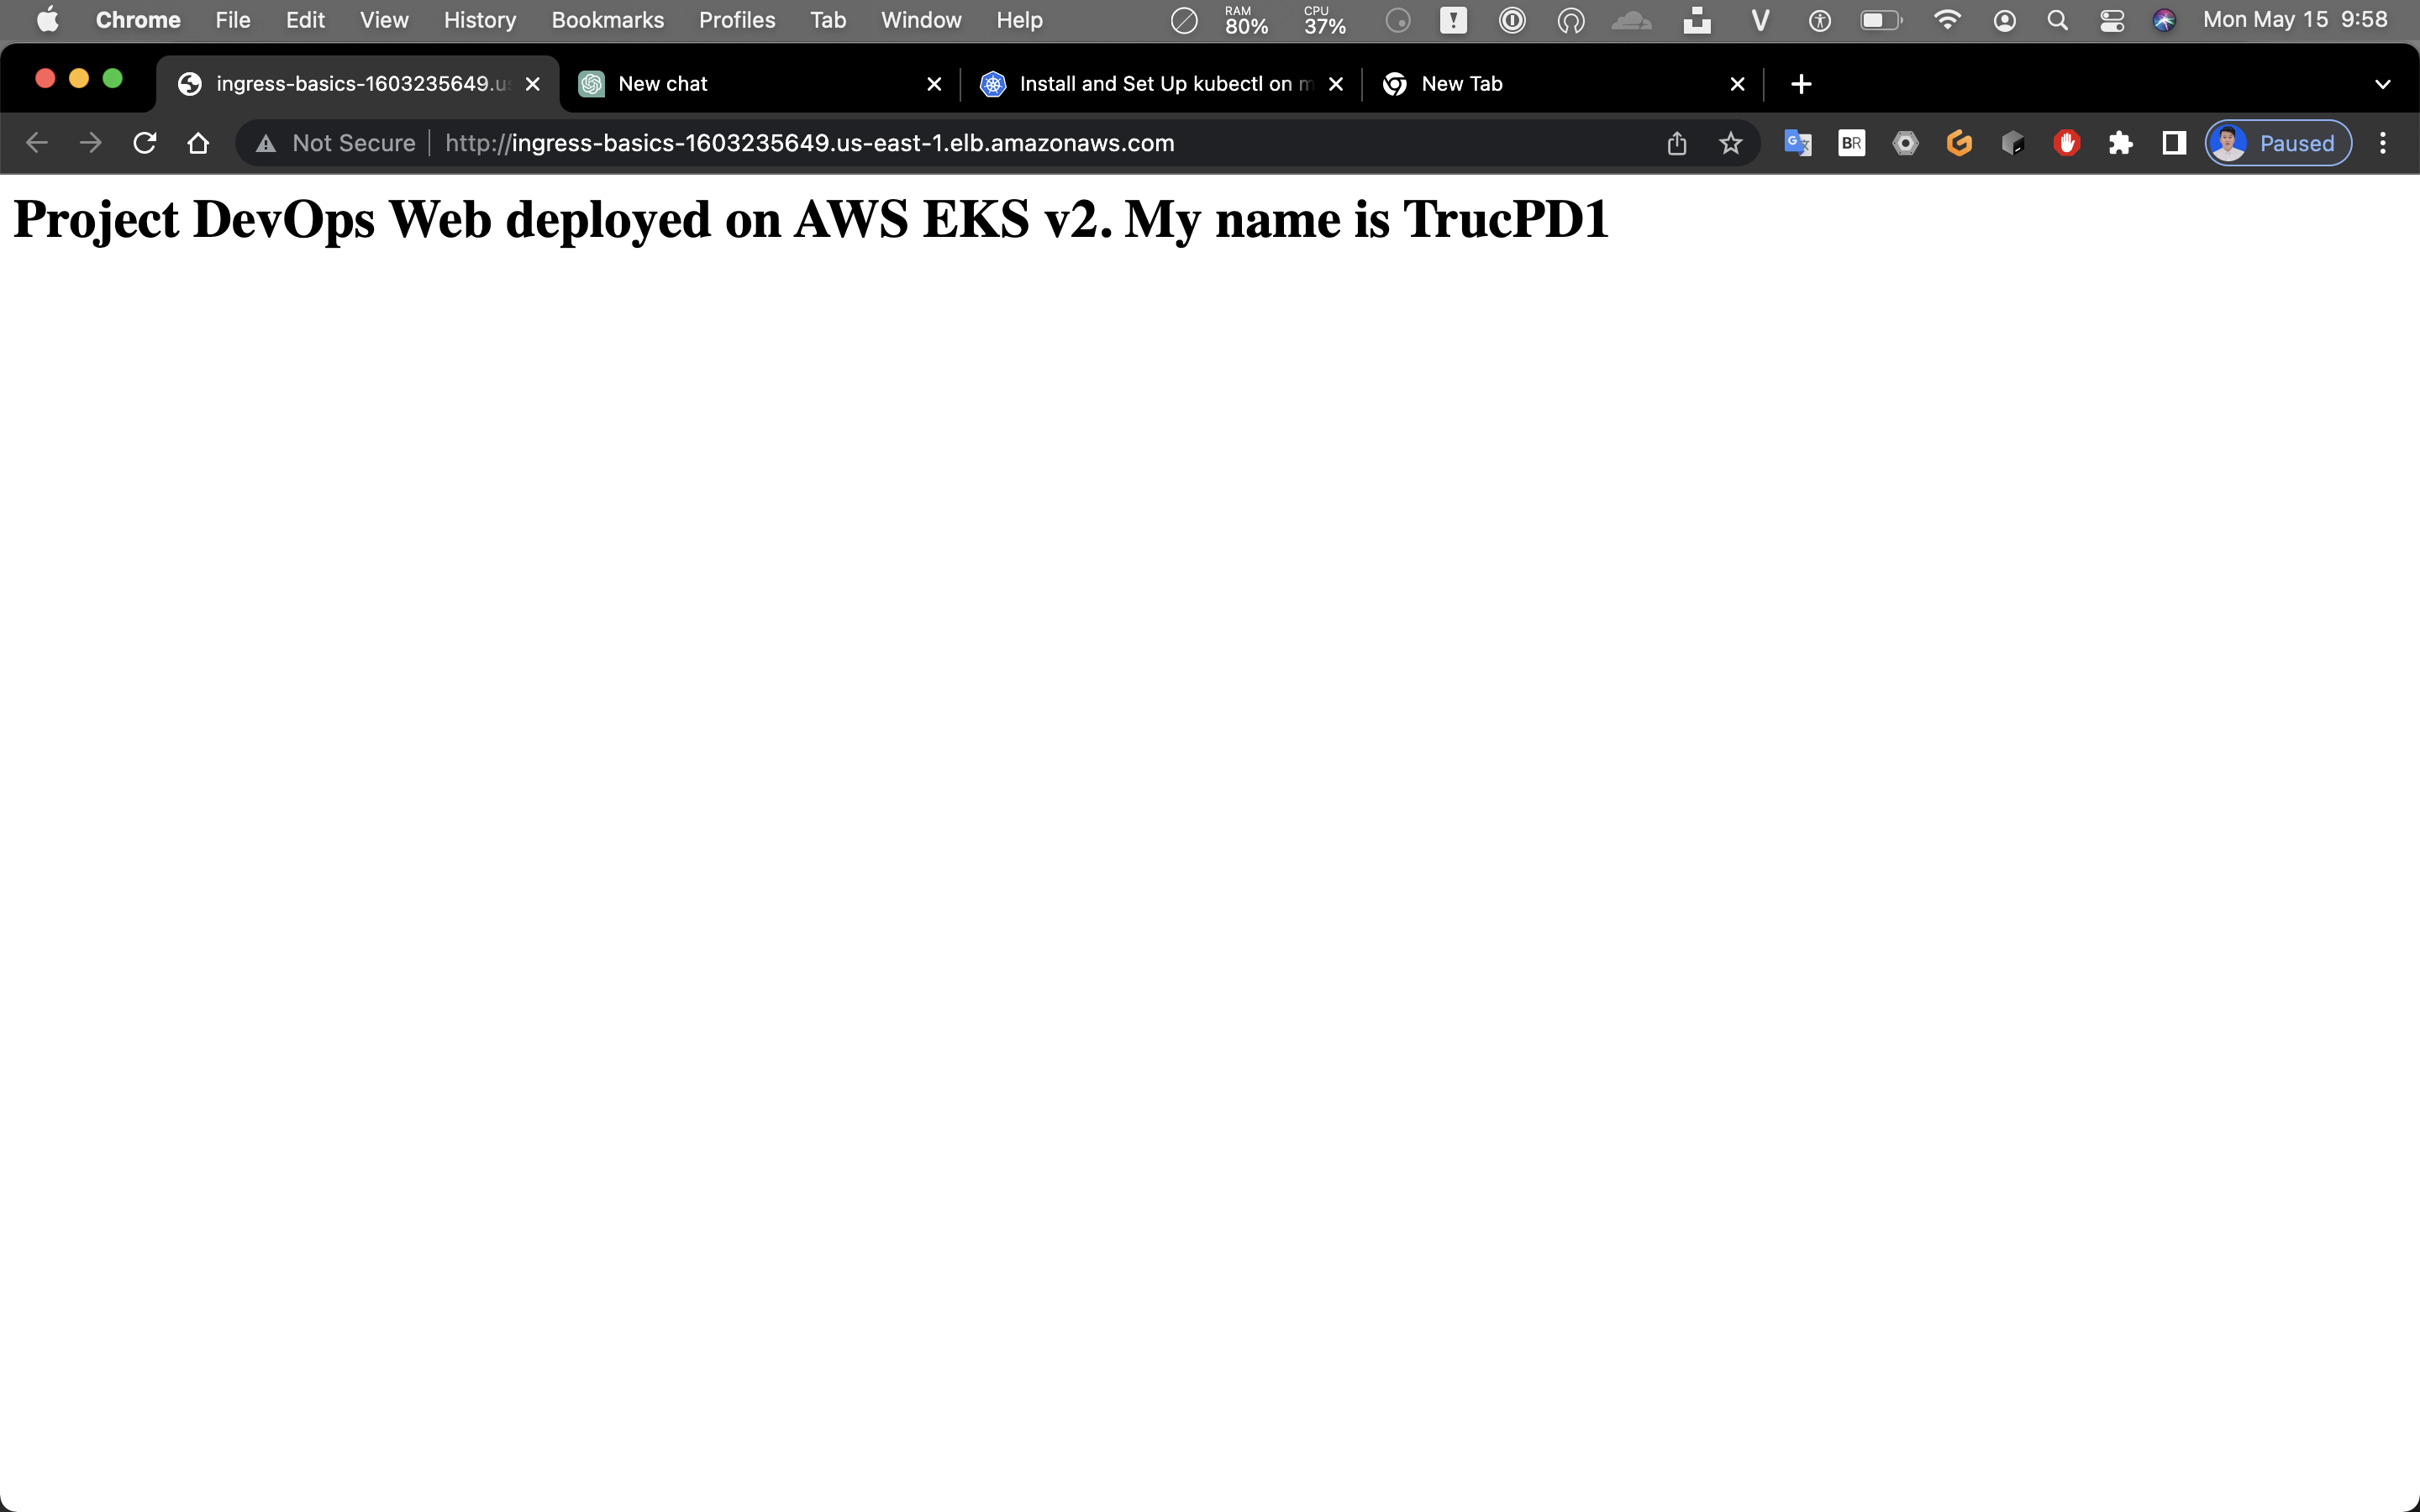 Chrome File Edit View History Bookmarks Profiles Tab Window Help RAM 80% CPU 37% Mon May 15 9:58
ingress-basics-1603235649.u New chat Install and Set Up kubectl on m New Tab
Not Secure http://ingress-basics-1603235649.us-east-1.elb.amazonaws.com BR Paused
Project DevOps Web deployed on AWS EKS v2. My name is TrucPD1